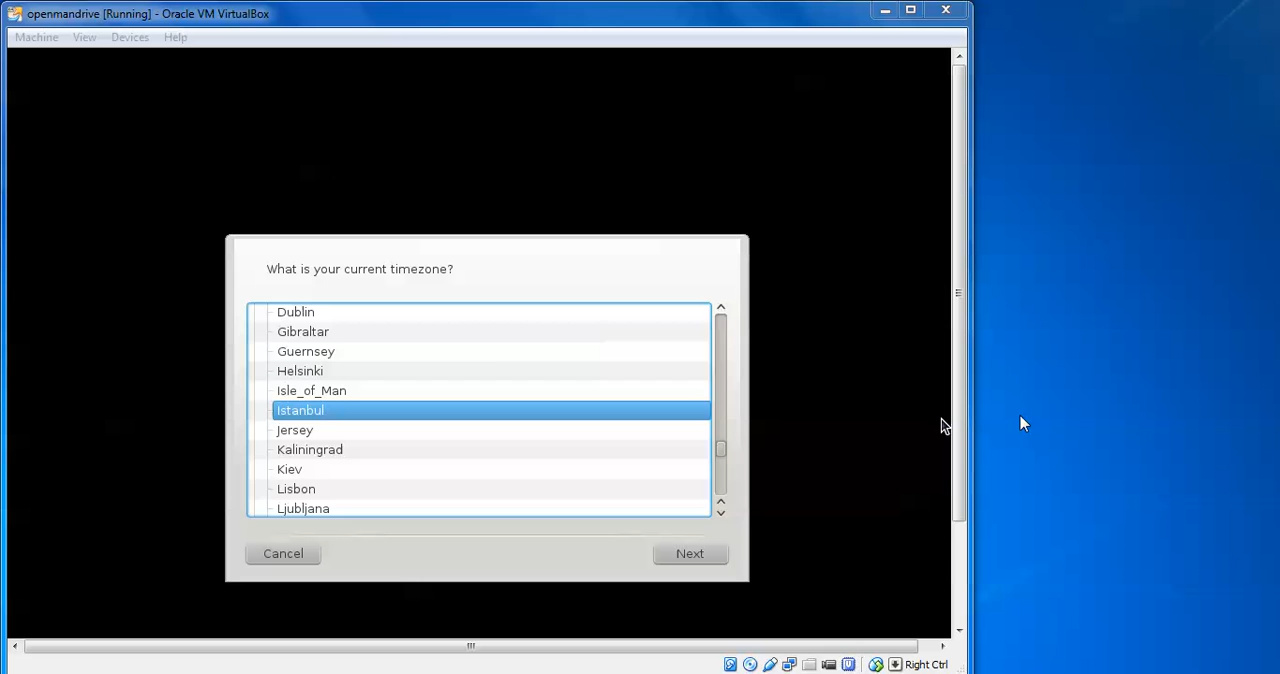 openmandrive [Running] - Oracle VM VirtualBox
Machine View Devices Help
What is your current timezone?
Dublin
Gibraltar
Guernsey
Helsinki
Isle_of_Man
Istanbul
Jersey
Kaliningrad
Kiev
Lisbon
Ljubljana
Cancel Next
Right Ctrl